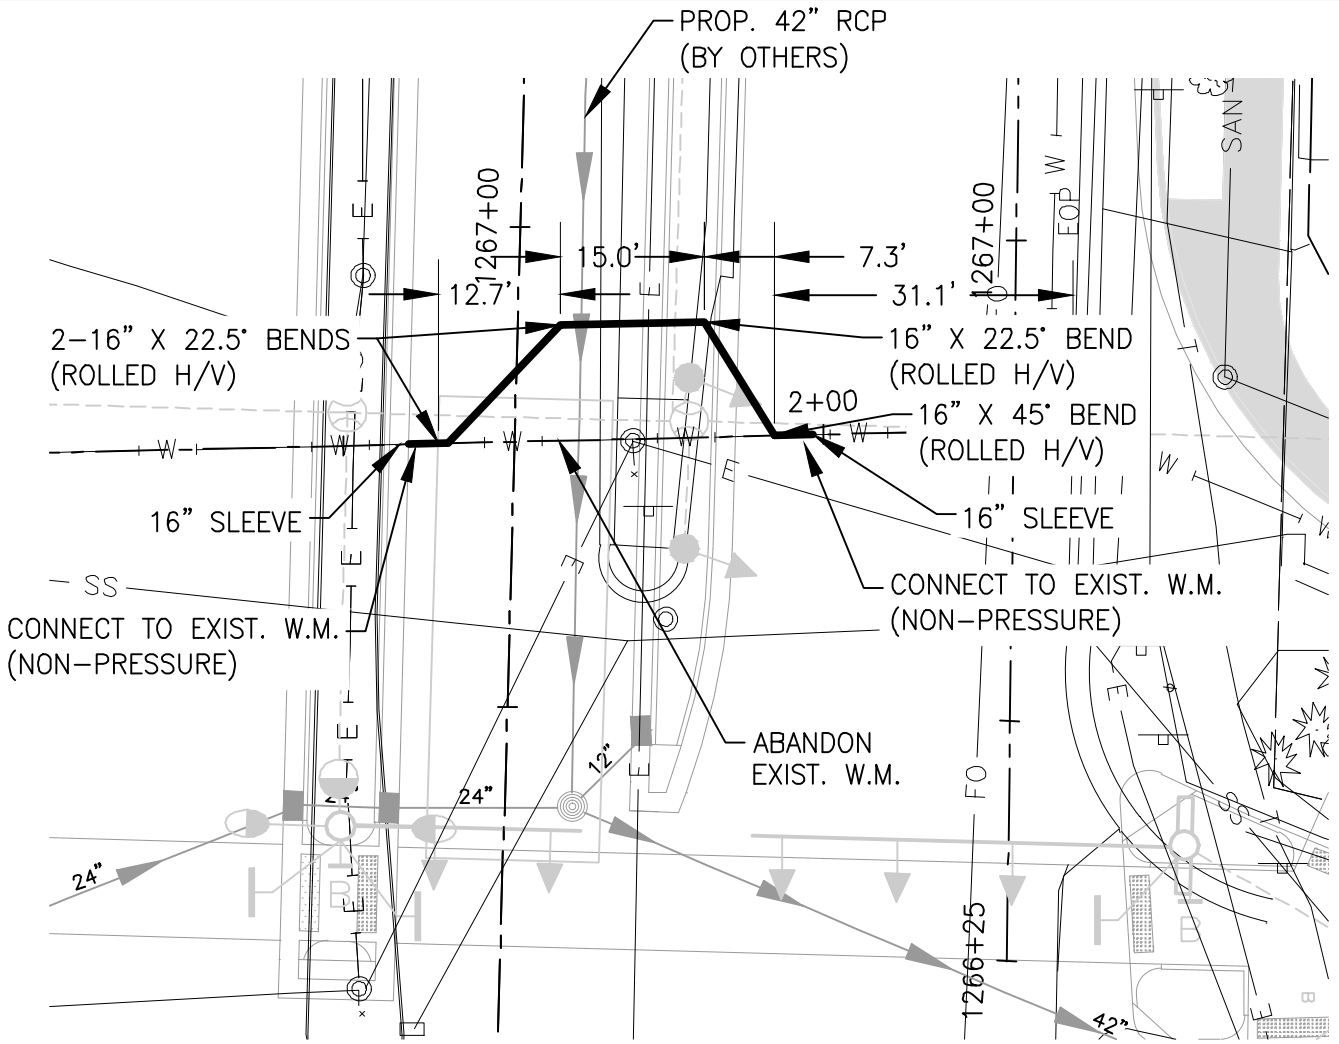 PROP. 42" RCP
(BY OTHERS)
SAN
W
EOP
1267+00
1267+00
15.0'
7.3'
12.7'
31.1'
E
E
FO
2-16" X 22.5° BENDS
(ROLLED H/V)
16" X 22.5° BEND
(ROLLED H/V)
2+00
16" X 45° BEND
(ROLLED H/V)
W
W
W
W
W
E
W
W
16" SLEEVE
16" SLEEVE
E
E
SS
CONNECT TO EXIST. W.M.
(NON-PRESSURE)
CONNECT TO EXIST. W.M.
(NON-PRESSURE)
E
E
ABANDON
EXIST. W.M.
12"
E
FO
24"
SS
24"
B
E
B
1266+25
42"
E
B